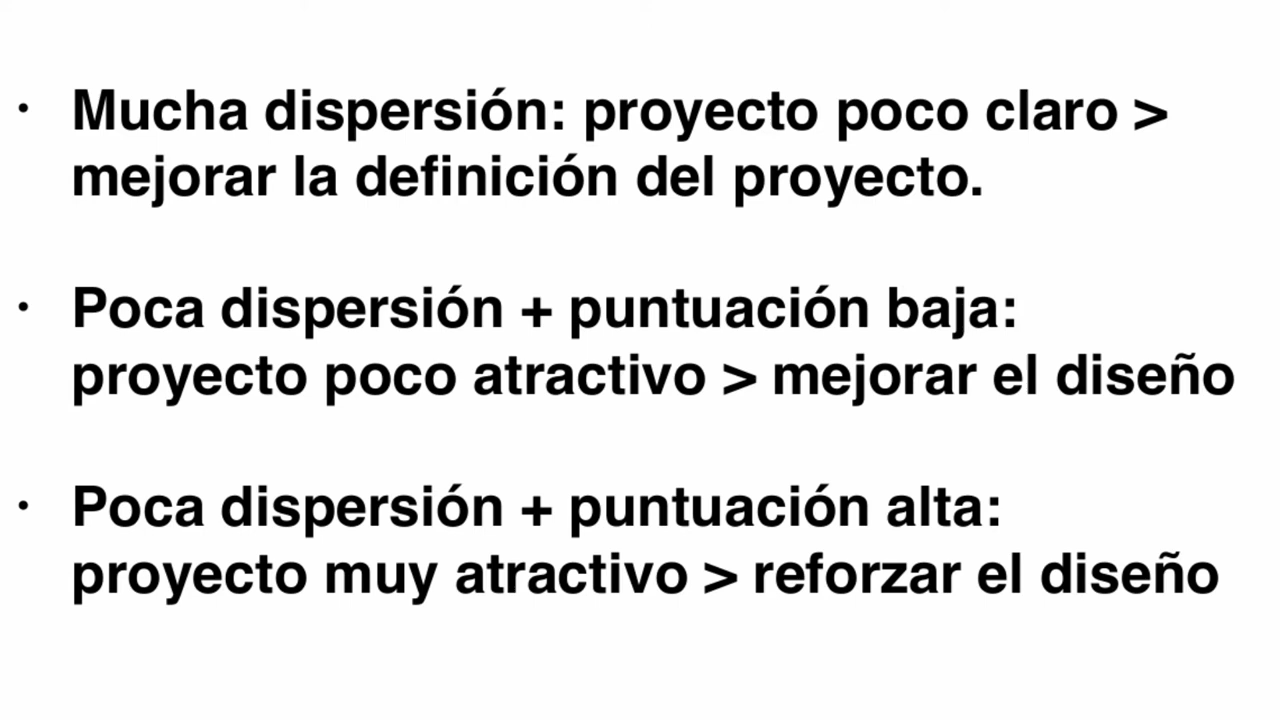 · Mucha dispersión: proyecto poco claro >
mejorar la definición del proyecto.
· Poca dispersión + puntuación baja:
proyecto poco atractivo > mejorar el diseño
· Poca dispersión + puntuación alta:
proyecto muy atractivo > reforzar el diseño